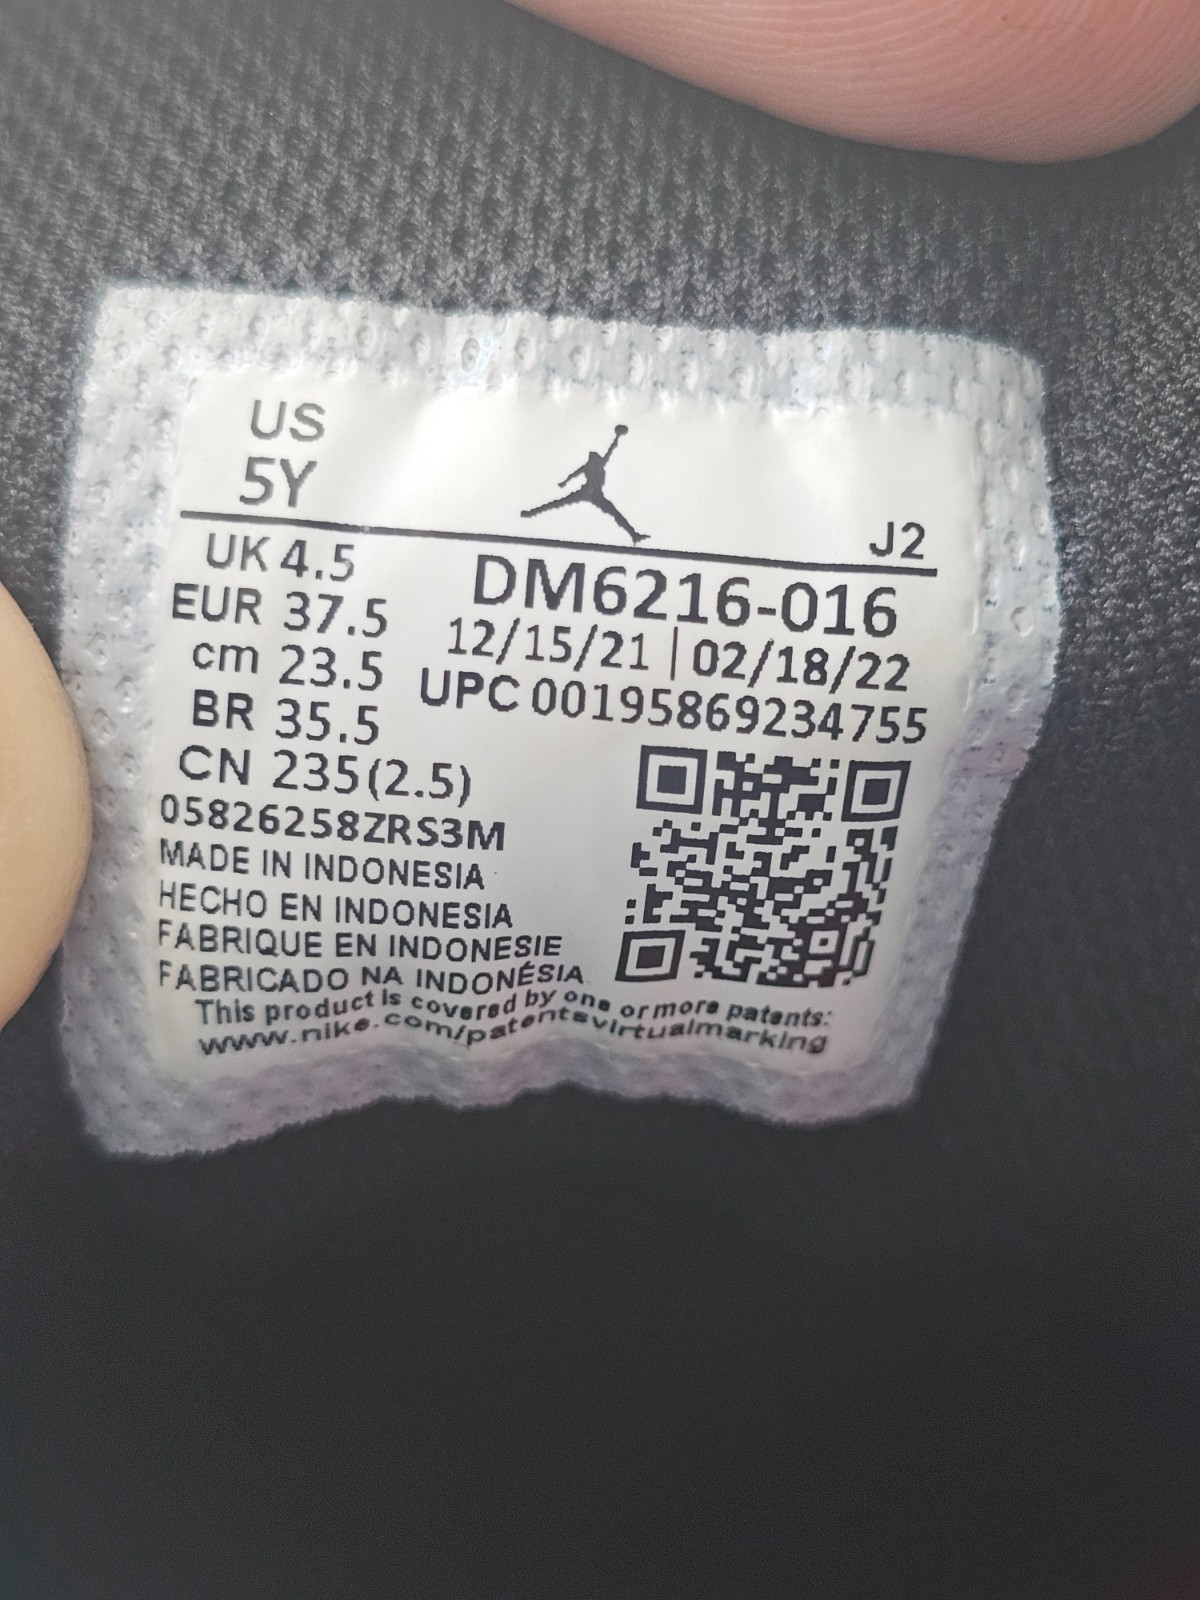 US
5Y
J2
UK 4.5
EUR 37.5
cm 23.5
BR 35.5
CN 235(2.5)
DM6216-016
12/15/21 | 02/18/22
UPC 00195869234755
05826258ZRS3M
MADE IN INDONESIA
HECHO EN INDONESIA
FABRIQUE EN INDONESIE
FABRICADO NA INDONÉSIA
This product is covered by one or more patents:
www.nike.com/patentsvirtualmarking